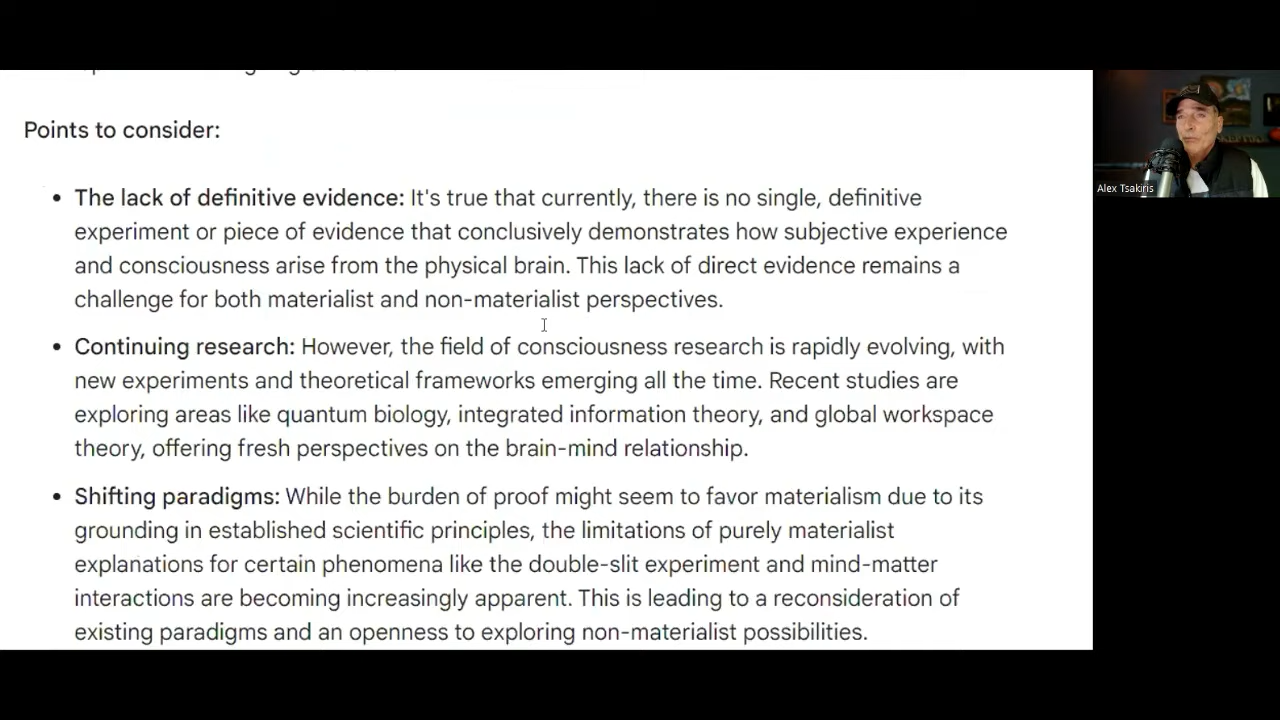 Points to consider:
• The lack of definitive evidence: It's true that currently, there is no single, definitive
experiment or piece of evidence that conclusively demonstrates how subjective experience
and consciousness arise from the physical brain. This lack of direct evidence remains a
challenge for both materialist and non-materialist perspectives.
• Continuing research: However, the field of consciousness research is rapidly evolving, with
new experiments and theoretical frameworks emerging all the time. Recent studies are
exploring areas like quantum biology, integrated information theory, and global workspace
theory, offering fresh perspectives on the brain-mind relationship.
• Shifting paradigms: While the burden of proof might seem to favor materialism due to its
grounding in established scientific principles, the limitations of purely materialist
explanations for certain phenomena like the double-slit experiment and mind-matter
interactions are becoming increasingly apparent. This is leading to a reconsideration of
existing paradigms and an openness to exploring non-materialist possibilities.
Alex Tsakiris